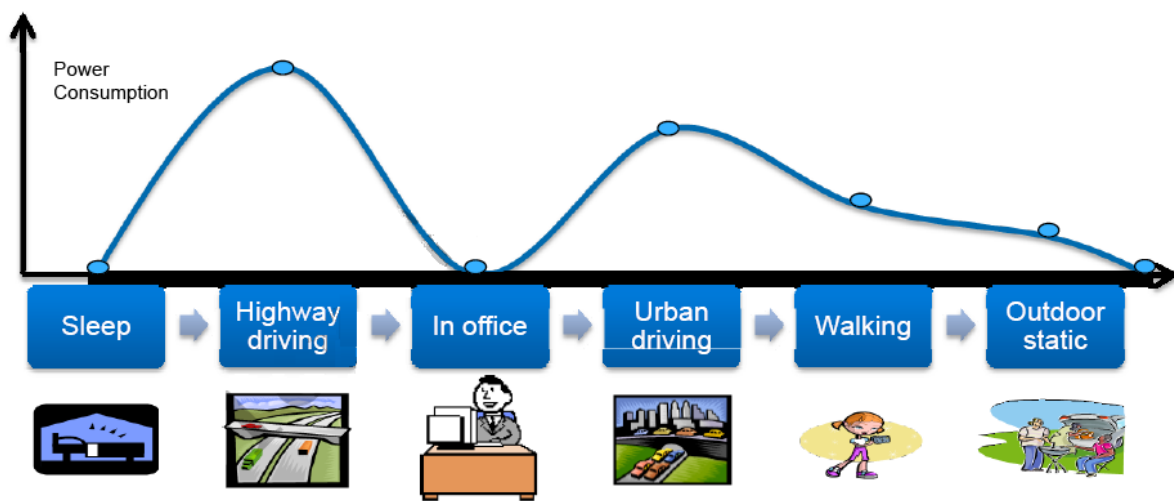 Power
Consumption
Sleep
Highway
driving
In office
Urban
driving
Walking
Outdoor
static